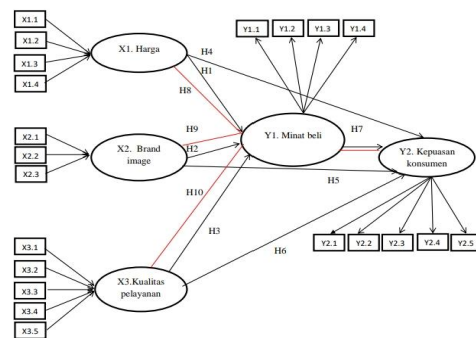 X1.1
X1.2
X1.3
X1.4
X1. Harga
H4
H1
H8
Y1.1
Y1.2
Y1.3
Y1.4
X2.1
X2.2
X2.3
X2. Brand
image
H9
H2
Y1. Minat beli
H7
Y2. Kepuasan
konsumen
H5
H10
H3
H6
X3.1
X3.2
X3.3
X3.4
X3.5
X3.Kualitas
pelayanan
Y2.1
Y2.2
Y2.3
Y2.4
Y2.5